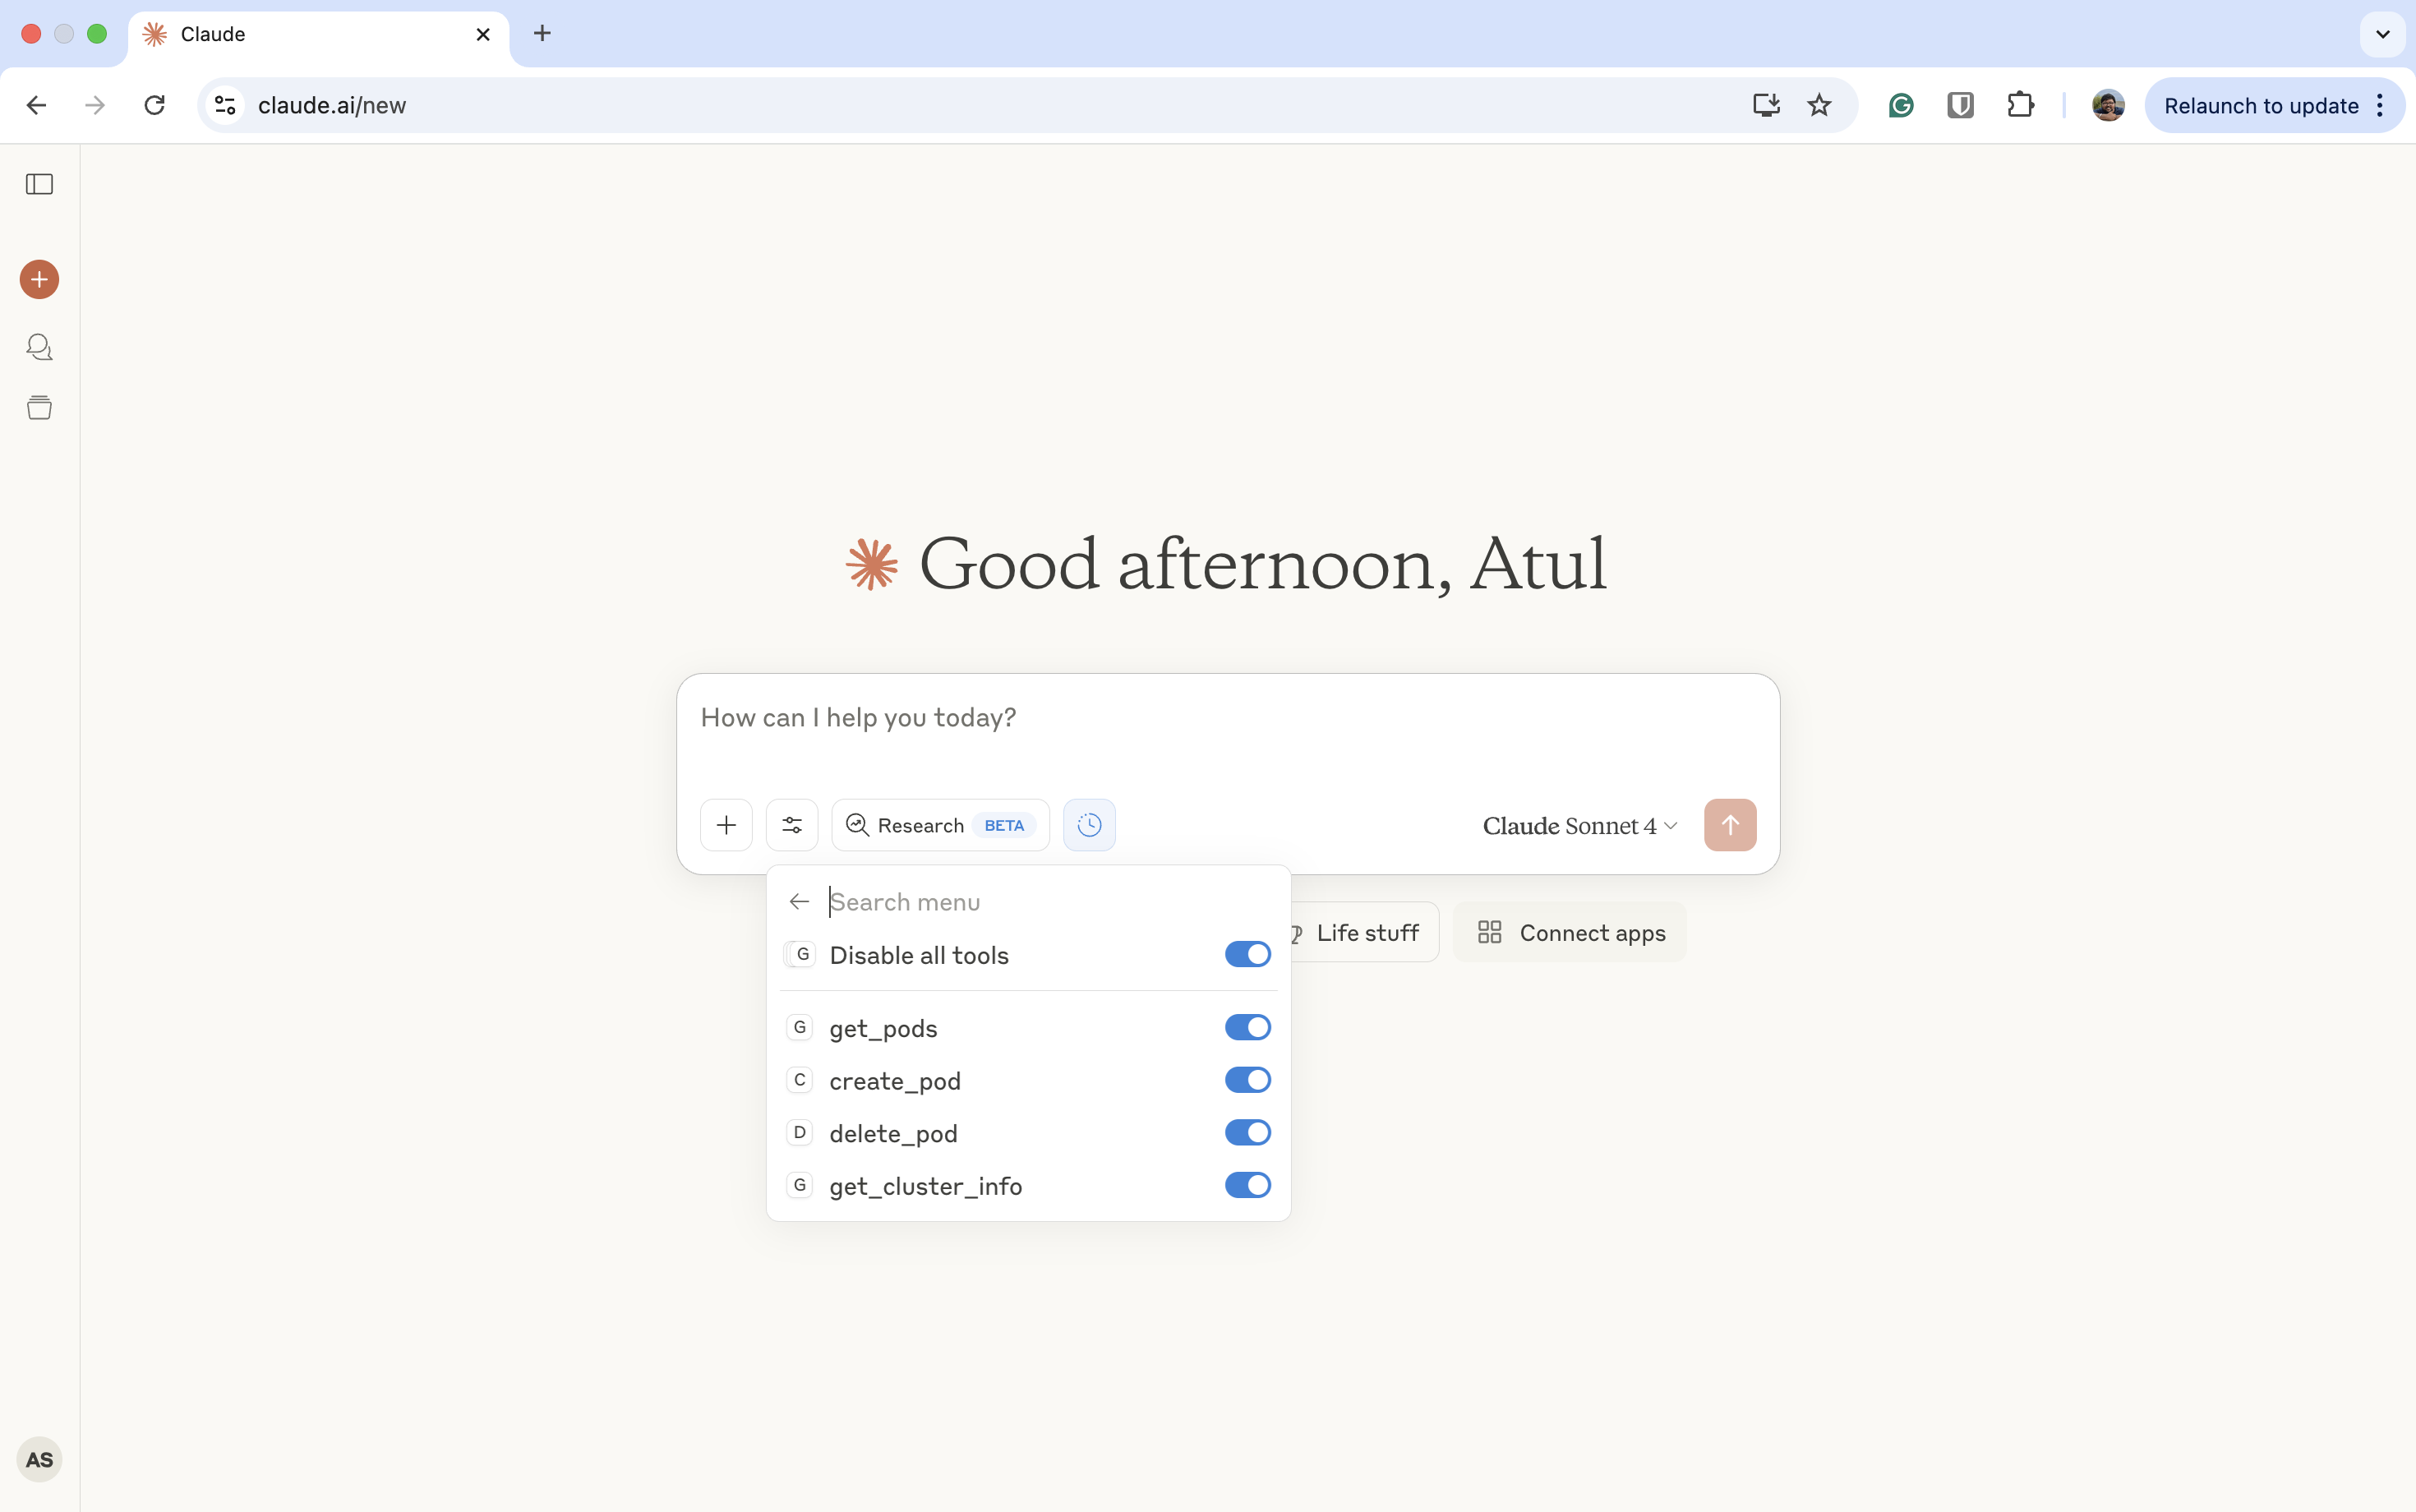 Claude
claude.ai/new
Relaunch to update
Good afternoon, Atul
How can I help you today?
Research BETA
Claude Sonnet 4
Search menu
G Disable all tools
Life stuff
Connect apps
G get_pods
C create_pod
D delete_pod
G get_cluster_info
AS